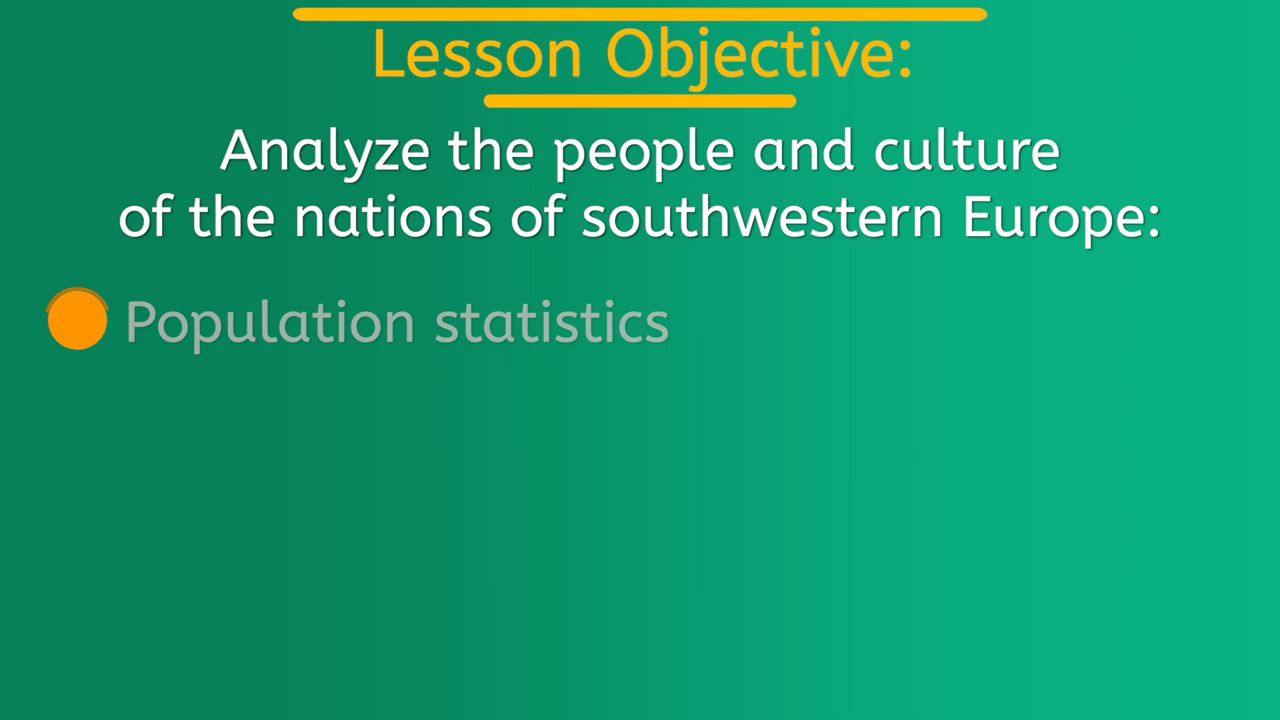 Lesson Objective:
Analyze the people and culture
of the nations of southwestern Europe:
Population statistics